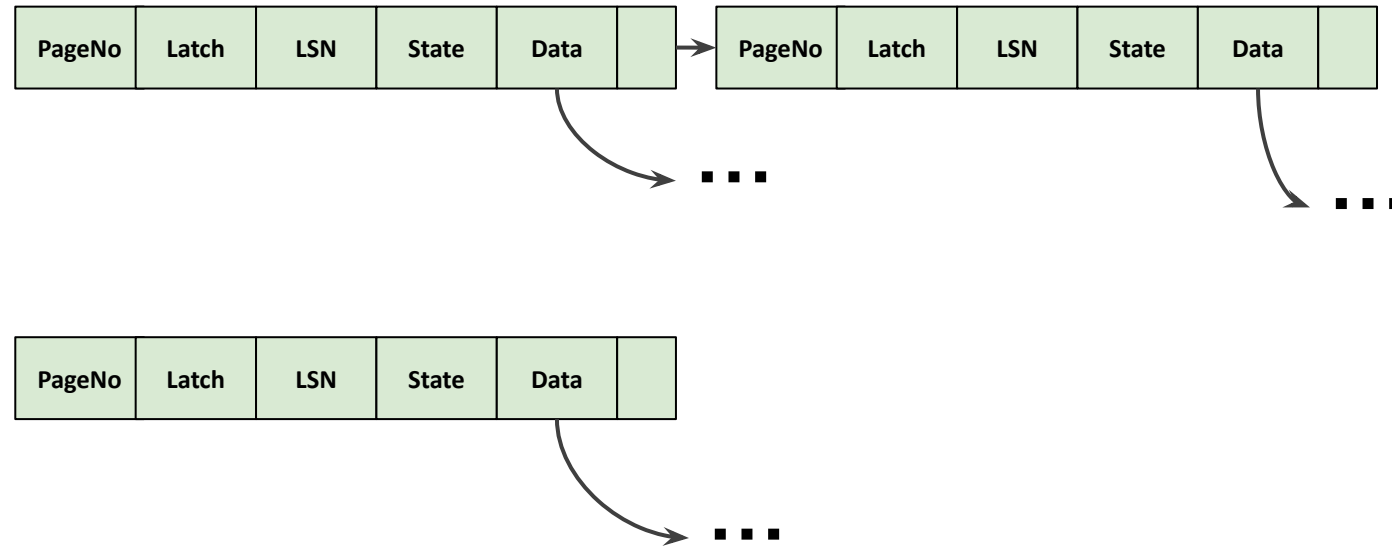 PageNo Latch LSN State Data PageNo Latch LSN State Data
...
...
PageNo Latch LSN State Data
...